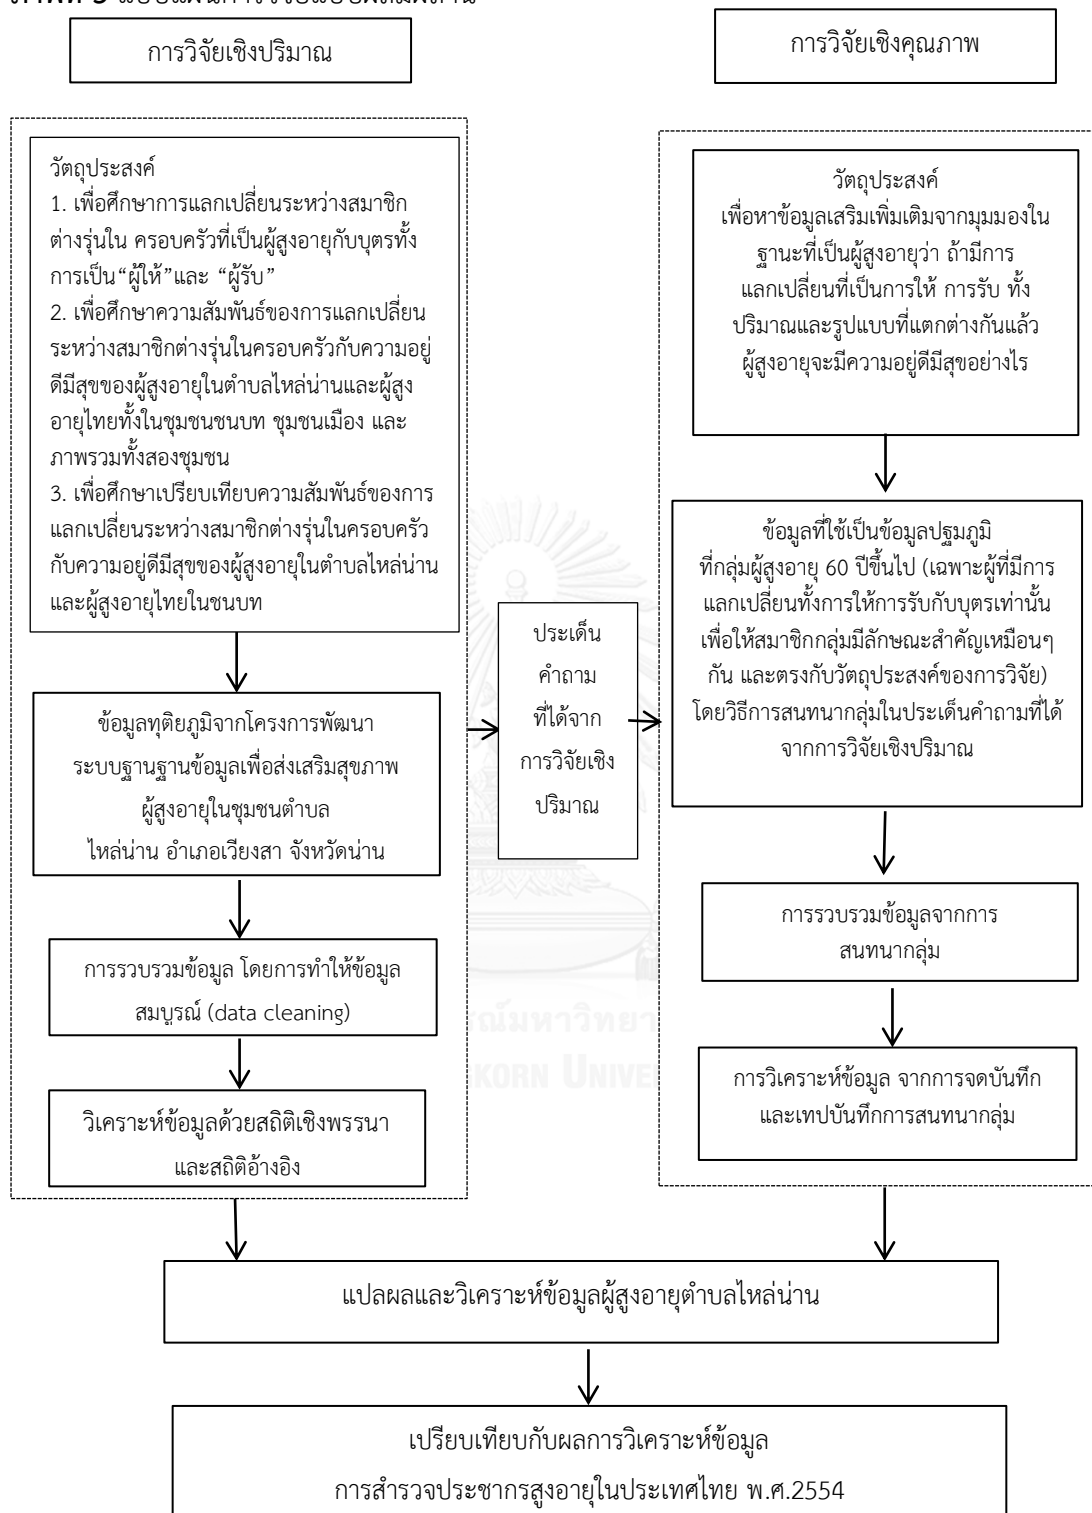 การวิจัยเชิงปริมาณ
วัตถุประสงค์
1. เพื่อศึกษาการแลกเปลี่ยนระหว่างสมาชิก
ต่างรุ่นใน ครอบครัวที่เป็นผู้สูงอายุกับบุตรทั้ง
การเป็น“ผู้ให้”และ “ผู้รับ”
2. เพื่อศึกษาความสัมพันธ์ของการแลกเปลี่ยน
ระหว่างสมาชิกต่างรุ่นในครอบครัวกับความอยู่
ดีมีสุขของผู้สูงอายุในตำบลไหล่น่านและผู้สูง
อายุไทยทั้งในชุมชนชนบท ชุมชนเมือง และ
ภาพรวมทั้งสองชุมชน
3. เพื่อศึกษาเปรียบเทียบความสัมพันธ์ของการ
แลกเปลี่ยนระหว่างสมาชิกต่างรุ่นในครอบครัว
กับความอยู่ดีมีสุขของผู้สูงอายุในตำบลไหล่น่าน
และผู้สูงอายุไทยในชนบท
ข้อมูลทุติยภูมิจากโครงการพัฒนา
ระบบฐานฐานข้อมูลเพื่อส่งเสริมสุขภาพ
ผู้สูงอายุในชุมชนตำบล
ไหล่น่าน อำเภอเวียงสา จังหวัดน่าน
การรวบรวมข้อมูล โดยการทำให้ข้อมูล
สมบูรณ์ (data cleaning)
วิเคราะห์ข้อมูลด้วยสถิติเชิงพรรนา
และสถิติอ้างอิง
ประเด็น
คำถาม
ที่ได้จาก
การวิจัยเชิง
ปริมาณ
การวิจัยเชิงคุณภาพ
วัตถุประสงค์
เพื่อหาข้อมูลเสริมเพิ่มเติมจากมุมมองใน
ฐานะที่เป็นผู้สูงอายุว่า ถ้ามีการ
แลกเปลี่ยนที่เป็นการให้ การรับ ทั้ง
ปริมาณและรูปแบบที่แตกต่างกันแล้ว
ผู้สูงอายุจะมีความอยู่ดีมีสุขอย่างไร
ข้อมูลที่ใช้เป็นข้อมูลปฐมภูมิ
ที่กลุ่มผู้สูงอายุ 60 ปีขึ้นไป (เฉพาะผู้ที่มีการ
แลกเปลี่ยนทั้งการให้การรับกับบุตรเท่านั้น
เพื่อให้สมาชิกกลุ่มมีลักษณะสำคัญเหมือนๆ
กัน และตรงกับวัตถุประสงค์ของการวิจัย)
โดยวิธีการสนทนากลุ่มในประเด็นคำถามที่ได้
จากการวิจัยเชิงปริมาณ
การรวบรวมข้อมูลจากการ
สนทนากลุ่ม
การวิเคราะห์ข้อมูล จากการจดบันทึก
และเทปบันทึกการสนทนากลุ่ม
แปลผลและวิเคราะห์ข้อมูลผู้สูงอายุตำบลไหล่น่าน
เปรียบเทียบกับผลการวิเคราะห์ข้อมูล
การสำรวจประชากรสูงอายุในประเทศไทย พ.ศ.2554